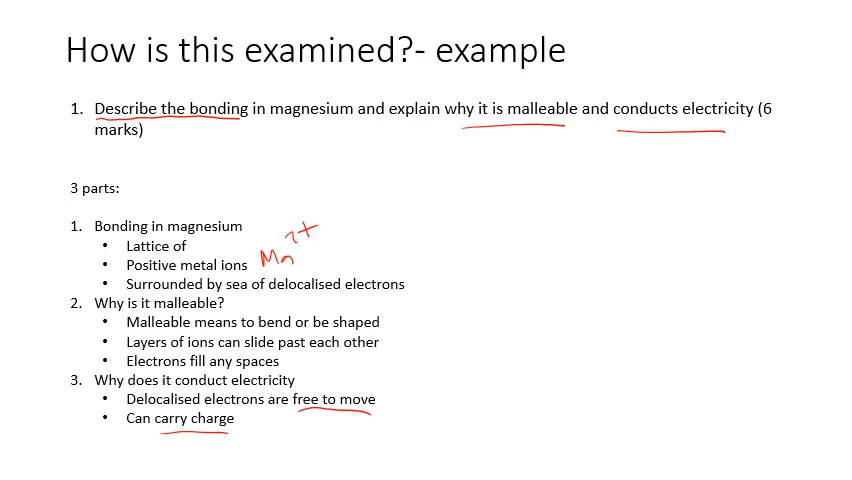 How is this examined?- example
1. Describe the bonding in magnesium and explain why it is malleable and conducts electricity (6
marks)
3 parts:
1. Bonding in magnesium
• Lattice of
• Positive metal ions Mg2+
• Surrounded by sea of delocalised electrons
2. Why is it malleable?
• Malleable means to bend or be shaped
• Layers of ions can slide past each other
• Electrons fill any spaces
3. Why does it conduct electricity
• Delocalised electrons are free to move
• Can carry charge